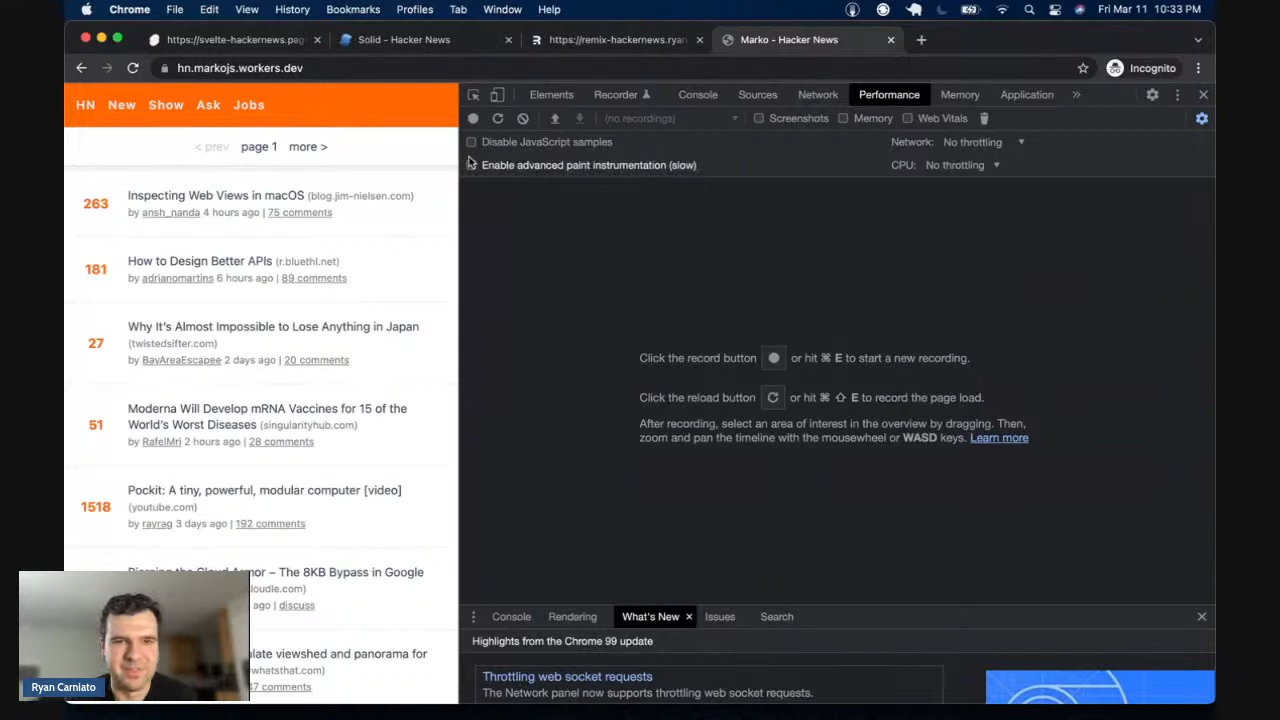 Chrome File Edit View History Bookmarks Profiles Tab Window Help Fri Mar 11 10:33 PM
https://svelte-hackernews.pag Solid - Hacker News https://remix-hackernews.ryan Marko - Hacker News
hn.markojs.workers.dev Incognito
HN New Show Ask Jobs
< prev page 1 more >
263 Inspecting Web Views in macOS (blog.jim-nielsen.com)
by ansh_nanda 4 hours ago | 75 comments
181 How to Design Better APIs (r.bluethl.net)
by adrianomartins 6 hours ago | 89 comments
27 Why It's Almost Impossible to Lose Anything in Japan
(twistedsifter.com)
by BayAreaEscapee 2 days ago | 20 comments
51 Moderna Will Develop mRNA Vaccines for 15 of the
World's Worst Diseases (singularityhub.com)
by RafelMri 2 hours ago | 28 comments
1518 Pockit: A tiny, powerful, modular computer [video]
(youtube.com)
by rayrag 3 days ago | 192 comments
Piercing the Cloud Armor – The 8KB Bypass in Google
loudle.com)
ago | discuss
ulate viewshed and panorama for
whatsthat.com)
47 comments
Elements Recorder Console Sources Network Performance Memory Application »
(no recordings) Screenshots Memory Web Vitals
Disable JavaScript samples Network: No throttling
Enable advanced paint instrumentation (slow) CPU: No throttling
Click the record button or hit ⌘ E to start a new recording.
Click the reload button or hit ⌘ ⇧ E to record the page load.
After recording, select an area of interest in the overview by dragging. Then,
zoom and pan the timeline with the mousewheel or WASD keys. Learn more
Console Rendering What's New Issues Search
Highlights from the Chrome 99 update
Throttling web socket requests
The Network panel now supports throttling web socket requests.
Ryan Carniato